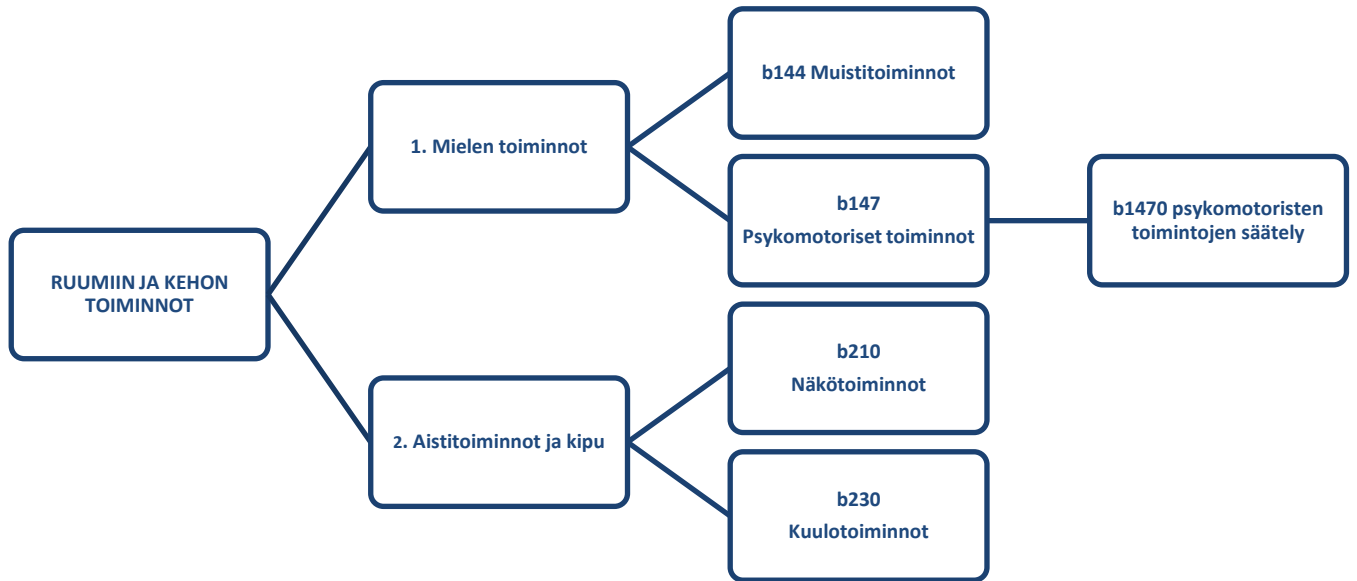 RUUMIIN JA KEHON
TOIMINNOT
1. Mielen toiminnot
b144 Muistitoiminnot
b147
Psykomotoriset toiminnot
b1470 psykomotoristen
toimintojen säätely
2. Aistitoiminnot ja kipu
b210
Näkötoiminnot
b230
Kuulotoiminnot